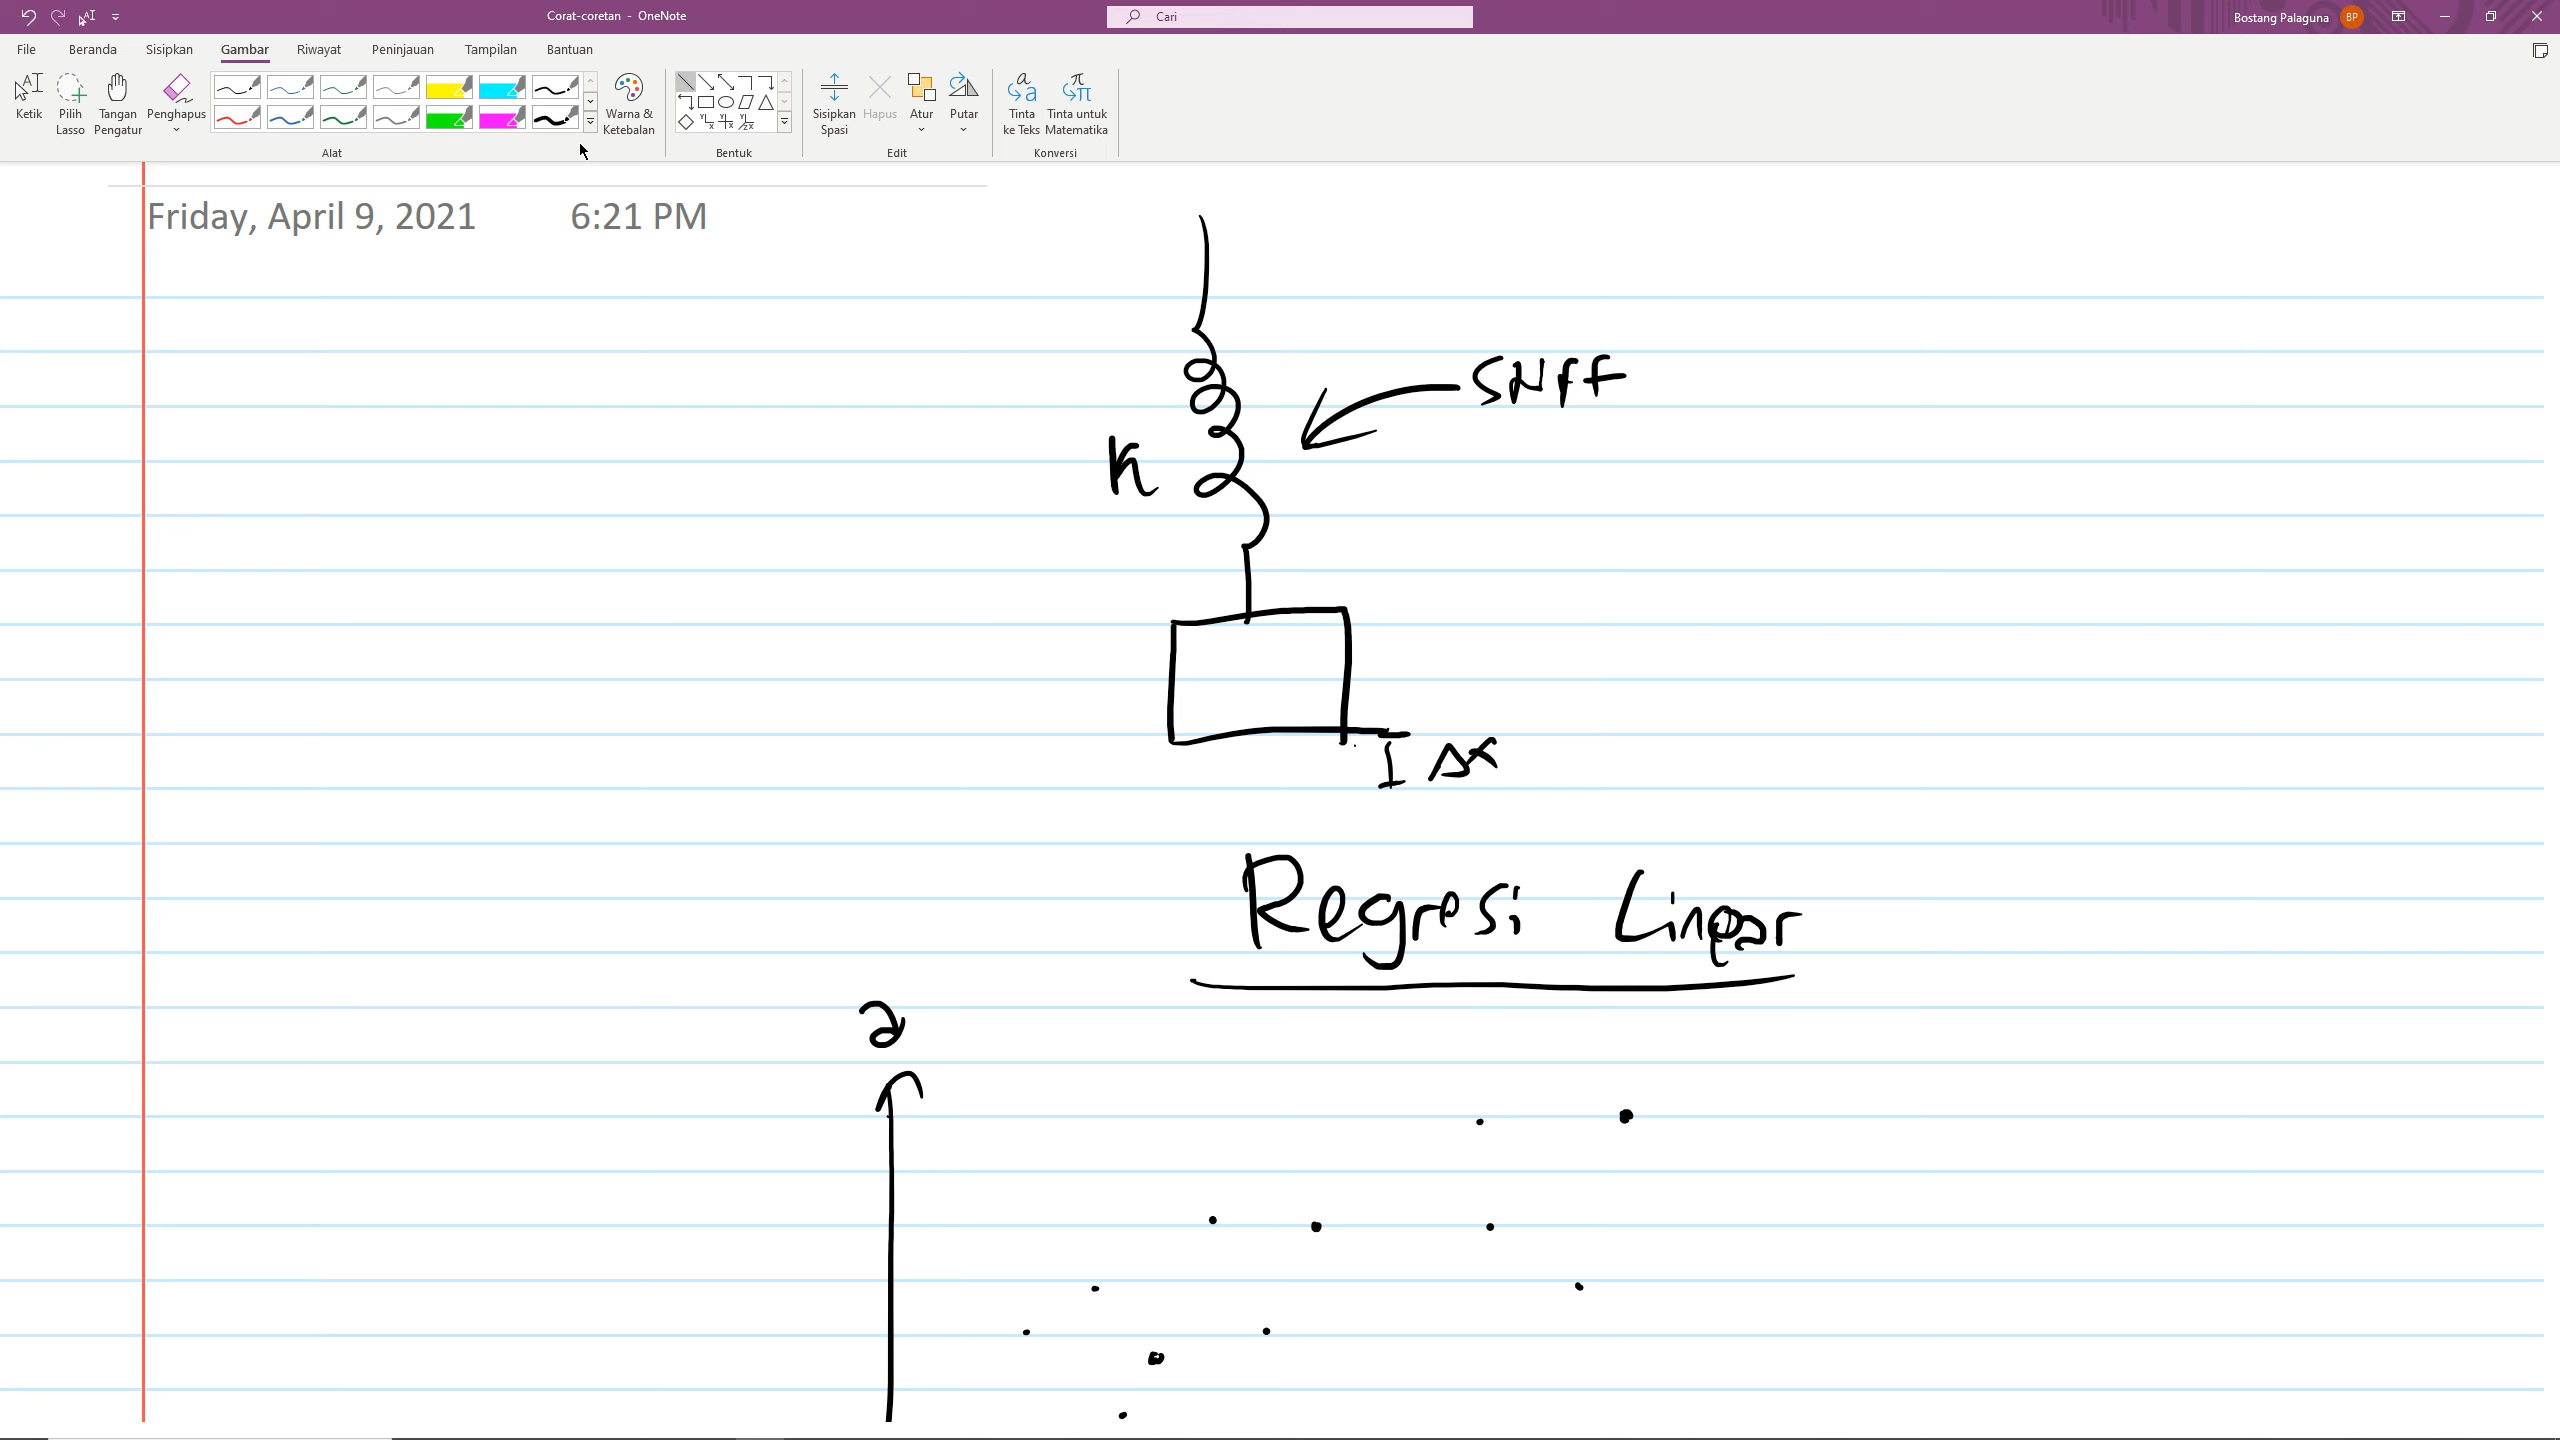 Corat-coretan - OneNote
Cari
Bostang Palaguna
BP
File Beranda Sisipkan Gambar Riwayat Peninjauan Tampilan Bantuan
Ketik
Pilih Lasso
Tangan Pengatur
Penghapus
Warna & Ketebalan
Sisipkan Spasi
Hapus
Atur
Putar
Tinta ke Teks
Tinta untuk Matematika
Alat
Bentuk
Edit
Konversi
Friday, April 9, 2021 6:21 PM
k
Δx
Regresi Linear
a